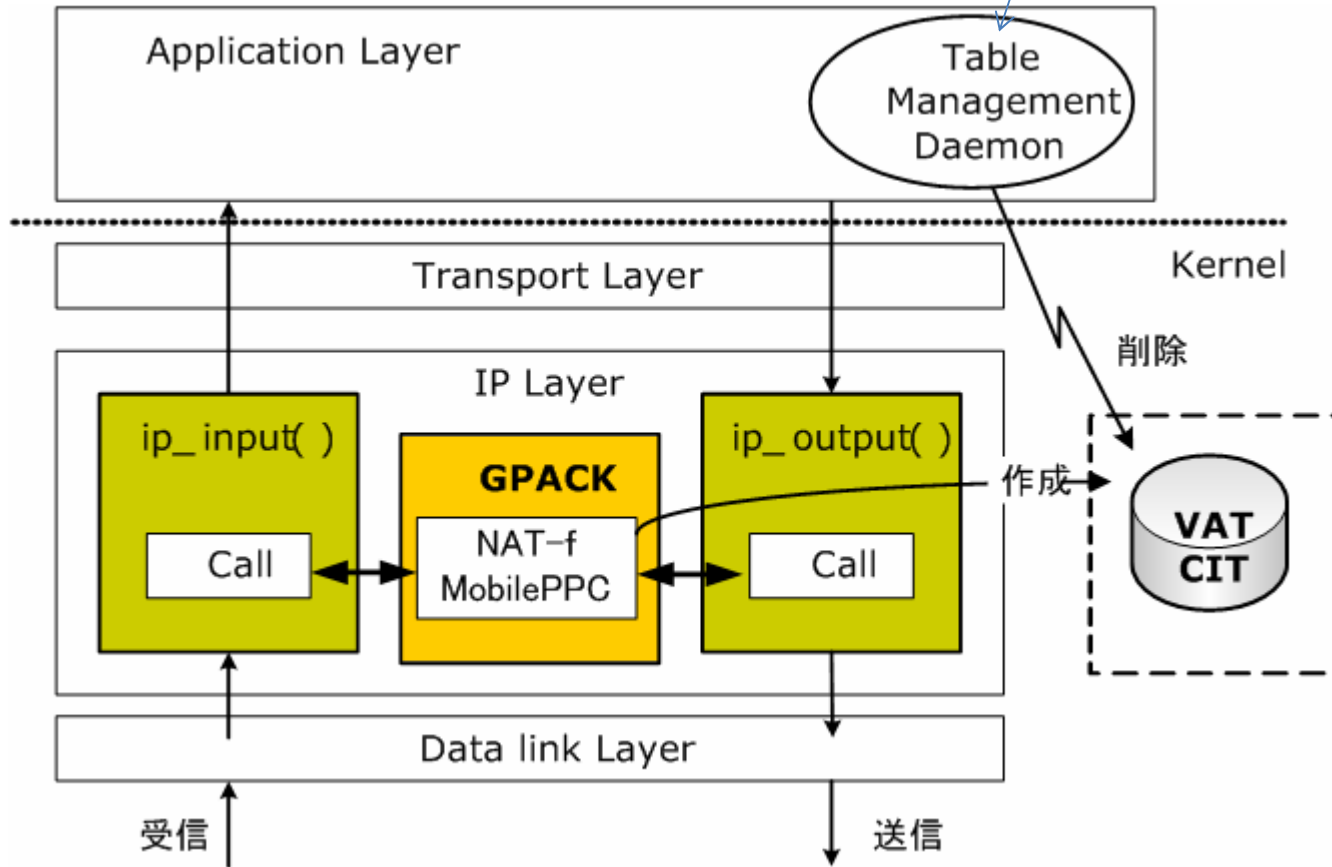 Application Layer
Table
Management
Daemon
Transport Layer
Kernel
削除
IP Layer
ip_input( )
GPACK
ip_output( )
作成
NAT-f
MobilePPC
Call
Call
VAT
CIT
Data link Layer
受信
送信